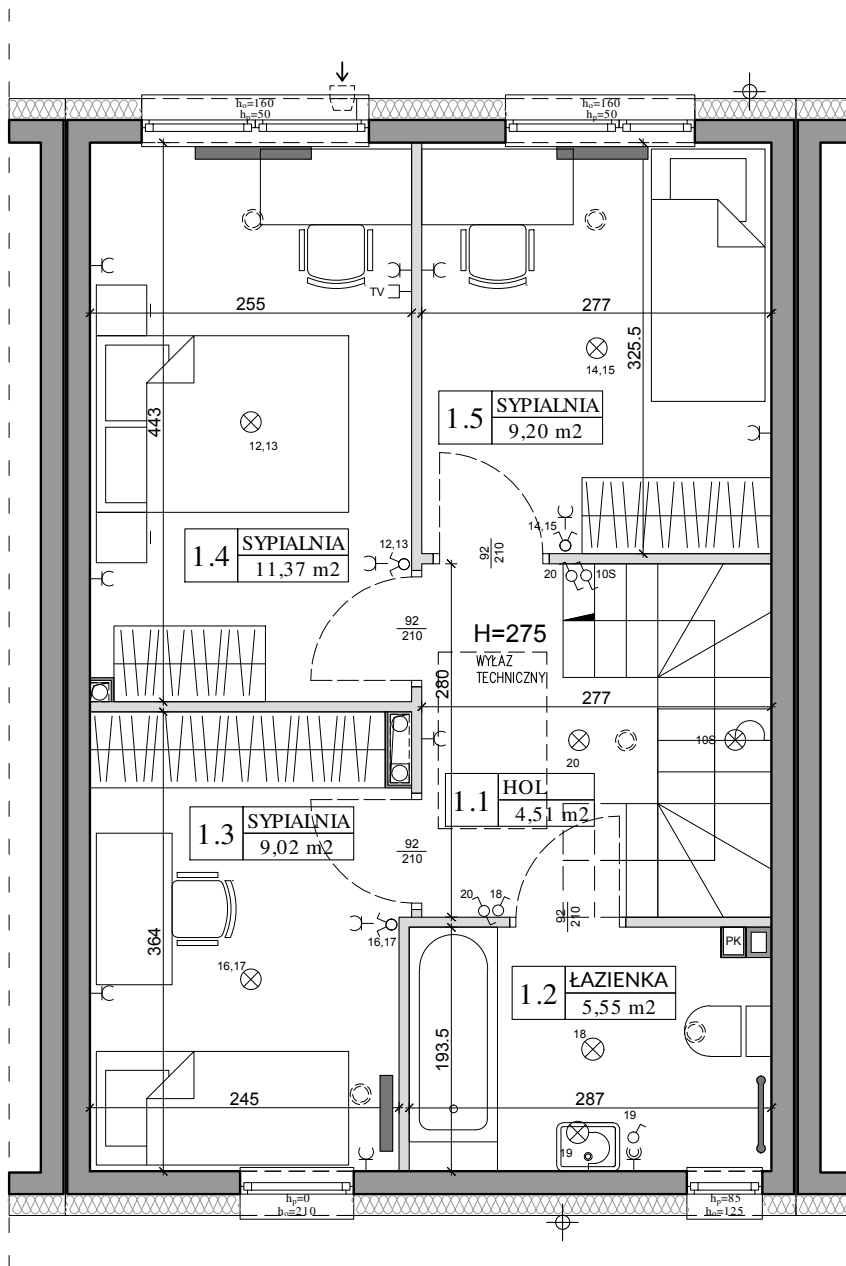 hₒ=160
hₚ=50
hₒ=160
hₚ=50
TV
255
277
325.5
14,15
443
12,13
1.5
SYPIALNIA
9,20 m2
1.4
SYPIALNIA
11,37 m2
12,13
14,15
92
210
20
10S
92
210
H=275
WYŁAZ
TECHNICZNY
280
277
20
10S
1.1
HOL
4,51 m2
1.3
SYPIALNIA
9,02 m2
92
210
20
18
92
210
16,17
PK
364
16,17
1.2
ŁAZIENKA
5,55 m2
18
193.5
245
287
19
19
hₚ=0
hₒ=210
hₚ=85
hₒ=125